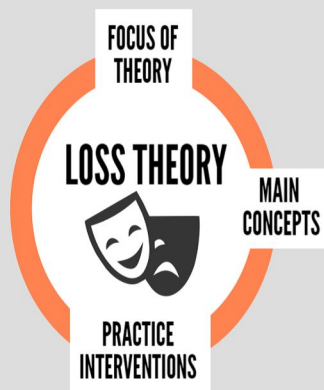 FOCUS OF
THEORY
LOSS THEORY
MAIN
CONCEPTS
PRACTICE
INTERVENTIONS